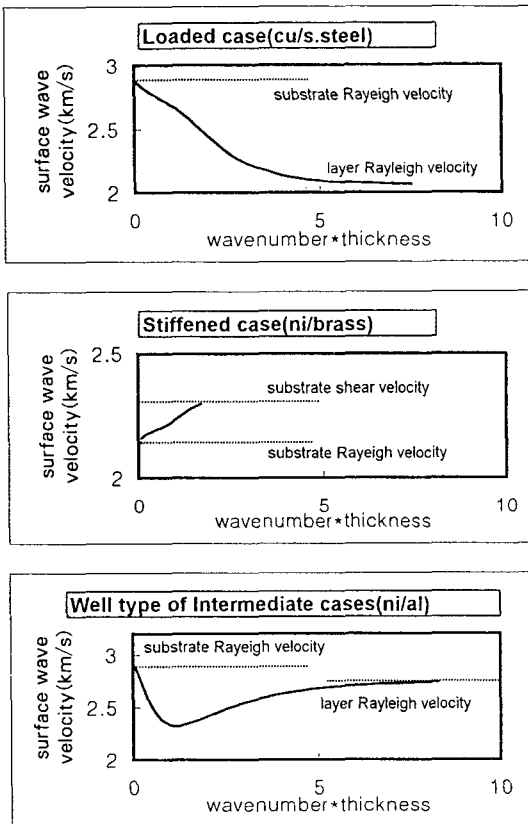 Loaded case(cu/s.steel)
surface wave
velocity(km/s)
3
2.5
2
substrate Rayeigh velocity
layer Rayleigh velocity
0
5
10
wavenumber*thickness
Stiffened case(ni/brass)
surface wave
velocity(km/s)
2.5
2
substrate shear velocity
substrate Rayeigh velocity
0
5
10
wavenumber*thickness
Well type of Intermediate cases(ni/al)
surface wave
velocity(km/s)
3
2.5
2
substrate Rayeigh velocity
layer Rayleigh velocity
0
5
10
wavenumber*thickness